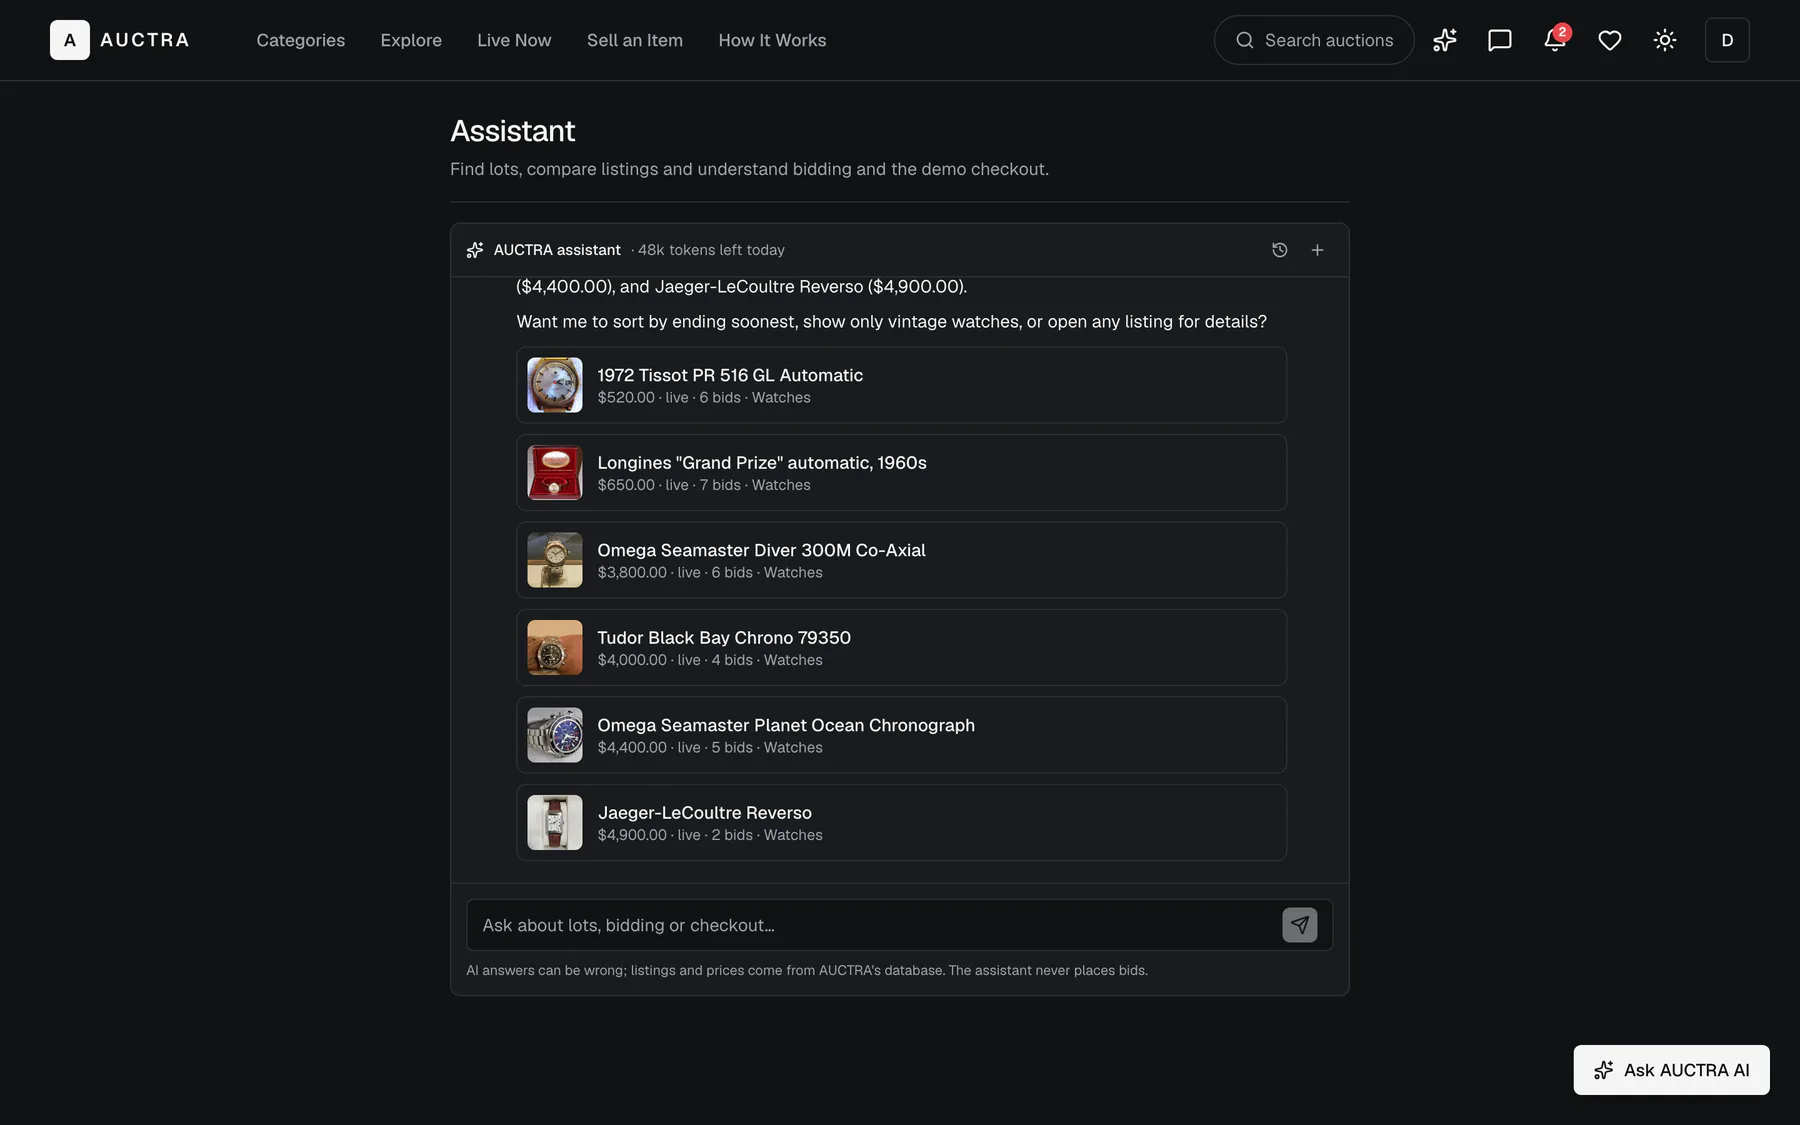 A AUCTRA Categories Explore Live Now Sell an Item How It Works Search auctions 2 D
Assistant
Find lots, compare listings and understand bidding and the demo checkout.
AUCTRA assistant · 48k tokens left today
($4,400.00), and Jaeger-LeCoultre Reverso ($4,900.00).
Want me to sort by ending soonest, show only vintage watches, or open any listing for details?
1972 Tissot PR 516 GL Automatic
$520.00 · live · 6 bids · Watches
Longines "Grand Prize" automatic, 1960s
$650.00 · live · 7 bids · Watches
Omega Seamaster Diver 300M Co-Axial
$3,800.00 · live · 6 bids · Watches
Tudor Black Bay Chrono 79350
$4,000.00 · live · 4 bids · Watches
Omega Seamaster Planet Ocean Chronograph
$4,400.00 · live · 5 bids · Watches
Jaeger-LeCoultre Reverso
$4,900.00 · live · 2 bids · Watches
Ask about lots, bidding or checkout...
AI answers can be wrong; listings and prices come from AUCTRA's database. The assistant never places bids.
Ask AUCTRA AI